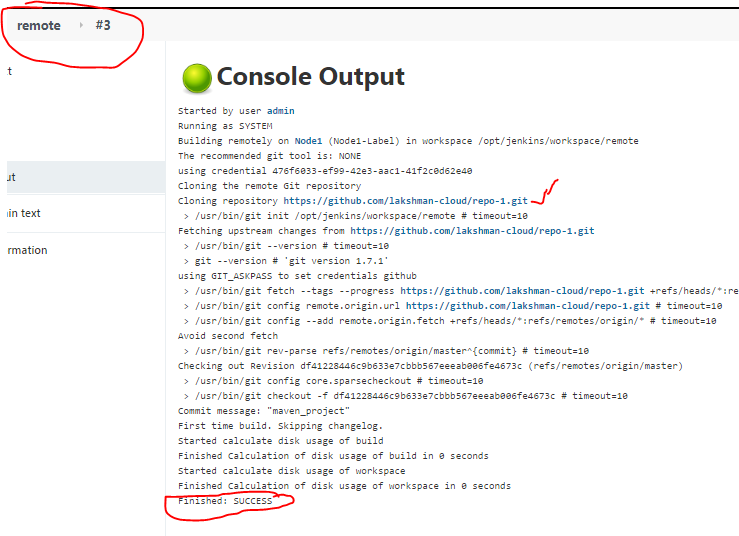 remote > #3
t
Console Output
Started by user admin
Running as SYSTEM
Building remotely on Node1 (Node1-Label) in workspace /opt/jenkins/workspace/remote
The recommended git tool is: NONE
using credential 476f6033-ef99-42e3-aac1-41f2c0d62e40
ut
Cloning the remote Git repository
Cloning repository https://github.com/lakshman-cloud/repo-1.git
in text
> /usr/bin/git init /opt/jenkins/workspace/remote # timeout=10
Fetching upstream changes from https://github.com/lakshman-cloud/repo-1.git
rmation
> /usr/bin/git --version # timeout=10
> git --version # 'git version 1.7.1'
using GIT_ASKPASS to set credentials github
> /usr/bin/git fetch --tags --progress https://github.com/lakshman-cloud/repo-1.git +refs/heads/*:re
> /usr/bin/git config remote.origin.url https://github.com/lakshman-cloud/repo-1.git # timeout=10
> /usr/bin/git config --add remote.origin.fetch +refs/heads/*:refs/remotes/origin/* # timeout=10
Avoid second fetch
> /usr/bin/git rev-parse refs/remotes/origin/master^{commit} # timeout=10
Checking out Revision df41228446c9b633e7cbbb567eeeab006fe4673c (refs/remotes/origin/master)
> /usr/bin/git config core.sparsecheckout # timeout=10
> /usr/bin/git checkout -f df41228446c9b633e7cbbb567eeeab006fe4673c # timeout=10
Commit message: "maven_project"
First time build. Skipping changelog.
Started calculate disk usage of build
Finished Calculation of disk usage of build in 0 seconds
Started calculate disk usage of workspace
Finished Calculation of disk usage of workspace in 0 seconds
Finished: SUCCESS